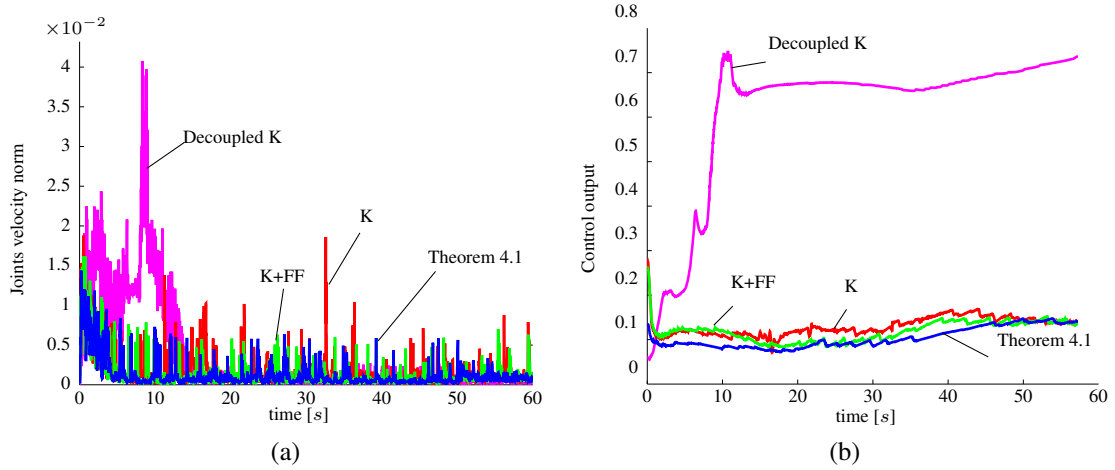 ×10⁻²
4
3.5
3
2.5
2
1.5
1
0.5
0
0 10 20 30 40 50 60
Joints velocity norm
time [s]
Decoupled K
K
K+FF
Theorem 4.1
(a)
0.8
0.7
0.6
0.5
0.4
0.3
0.2
0.1
0
0 10 20 30 40 50 60
Control output
time [s]
Decoupled K
K+FF
K
Theorem 4.1
(b)